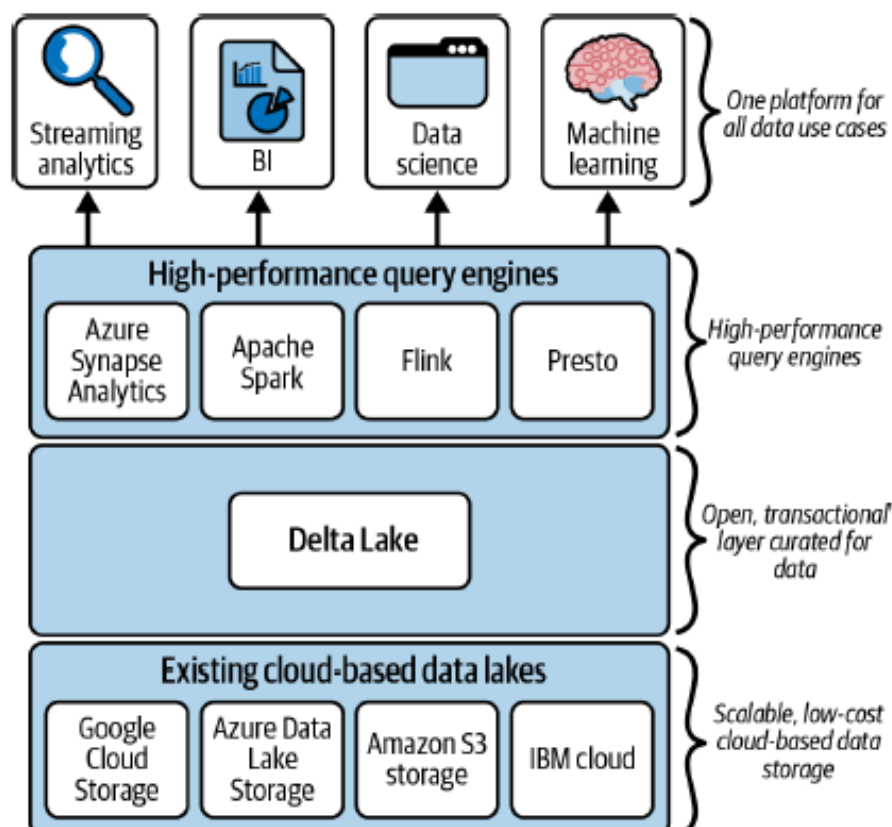 Streaming
analytics
BI
Data
science
Machine
learning
One platform for
all data use cases
High-performance query engines
Azure
Synapse
Analytics
Apache
Spark
Flink
Presto
High-performance
query engines
Delta Lake
Open, transactional
layer curated for
data
Existing cloud-based data lakes
Google
Cloud
Storage
Azure Data
Lake
Storage
Amazon S3
storage
IBM cloud
Scalable, low-cost
cloud-based data
storage